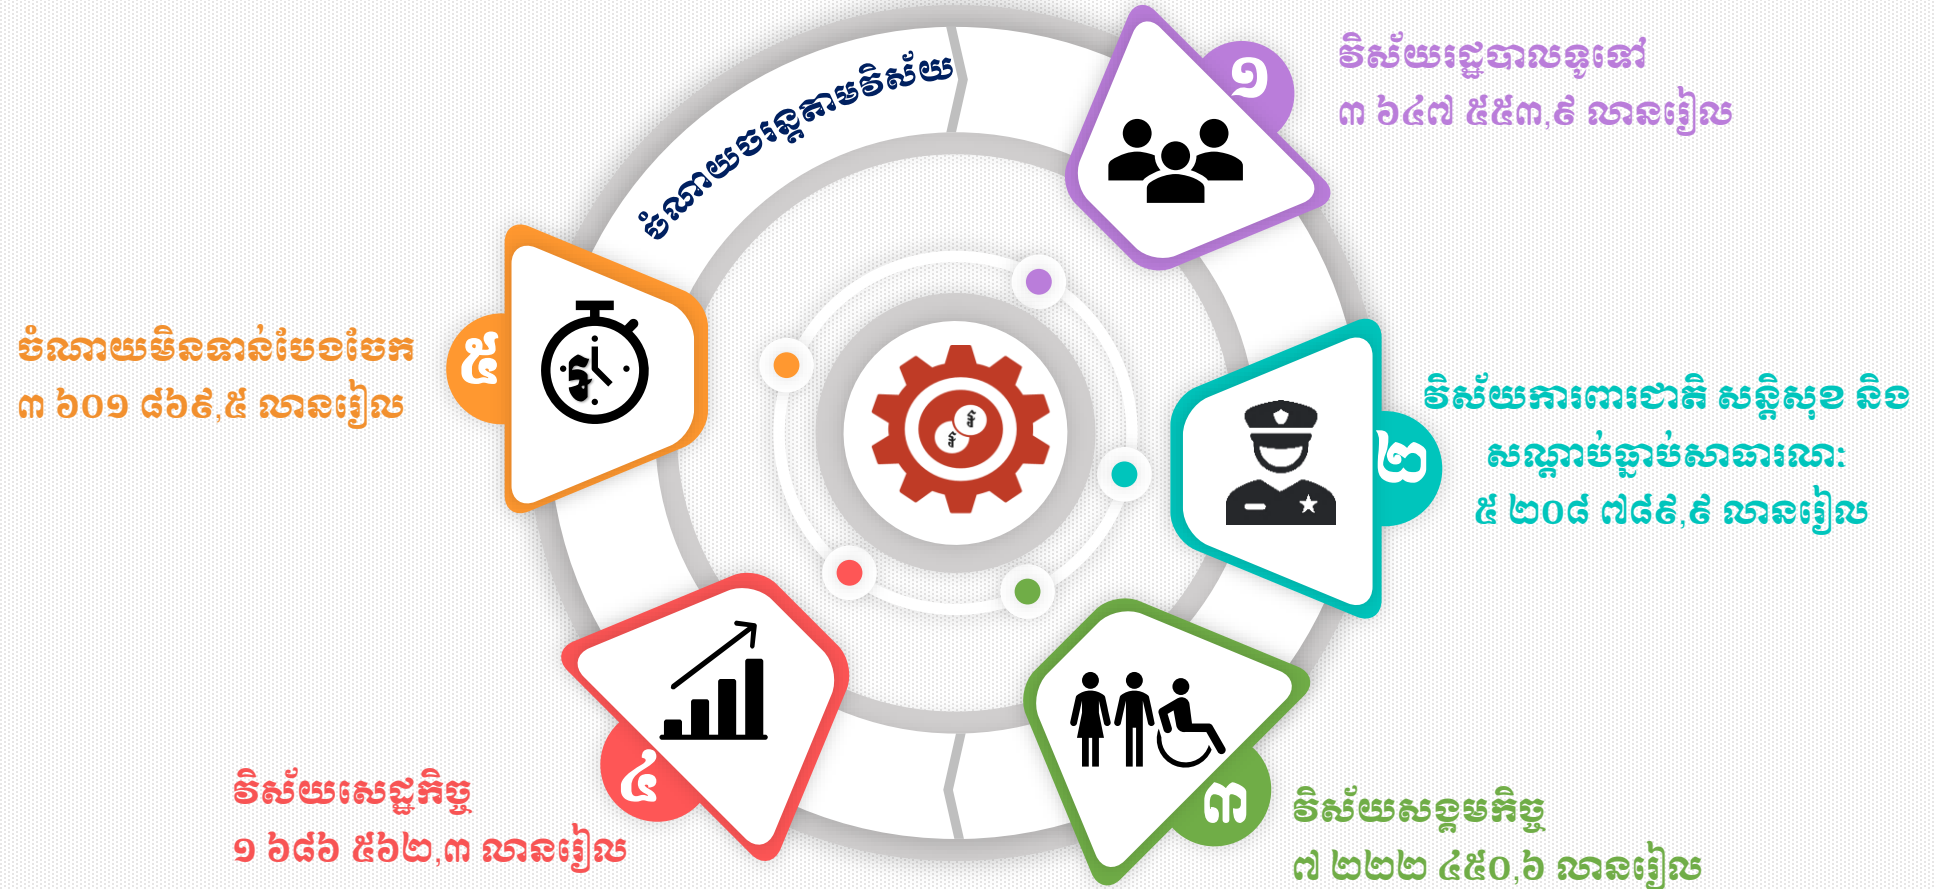 ចំណាយចរន្តតាមវិស័យ
១
វិស័យរដ្ឋបាលទូទៅ
៣ ៦៤៧ ៥៥៣,៩ លានរៀល
២
វិស័យការពារជាតិ សន្តិសុខ និង
សណ្តាប់ធ្នាប់សាធារណៈ
៥ ២០៨ ៧៨៩,៩ លានរៀល
៣
វិស័យសង្គមកិច្ច
៧ ២២២ ៤៥០,៦ លានរៀល
៤
វិស័យសេដ្ឋកិច្ច
១ ៦៨៦ ៥៦២,៣ លានរៀល
៥
ចំណាយមិនទាន់បែងចែក
៣ ៦០១ ៨៦៩,៥ លានរៀល
៛
៛
៛